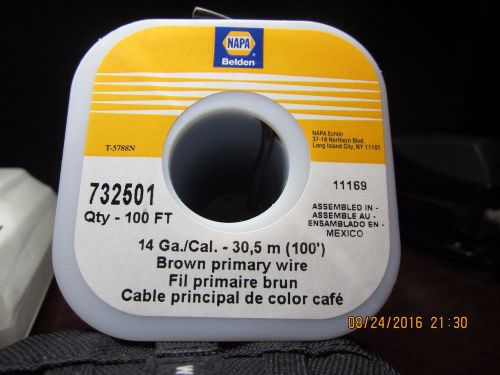 NAPA
Belden
NAPA Echlin
37-18 Northern Blvd.
Long Island City, NY 11101
T-5788N
732501
Qty - 100 FT
11169
ASSEMBLED IN -
ASSEMBLE AU -
ENSAMBLADO EN -
MEXICO
14 Ga./Cal. - 30,5 m (100')
Brown primary wire
Fil primaire brun
Cable principal de color café
08/24/2016 21:30
W